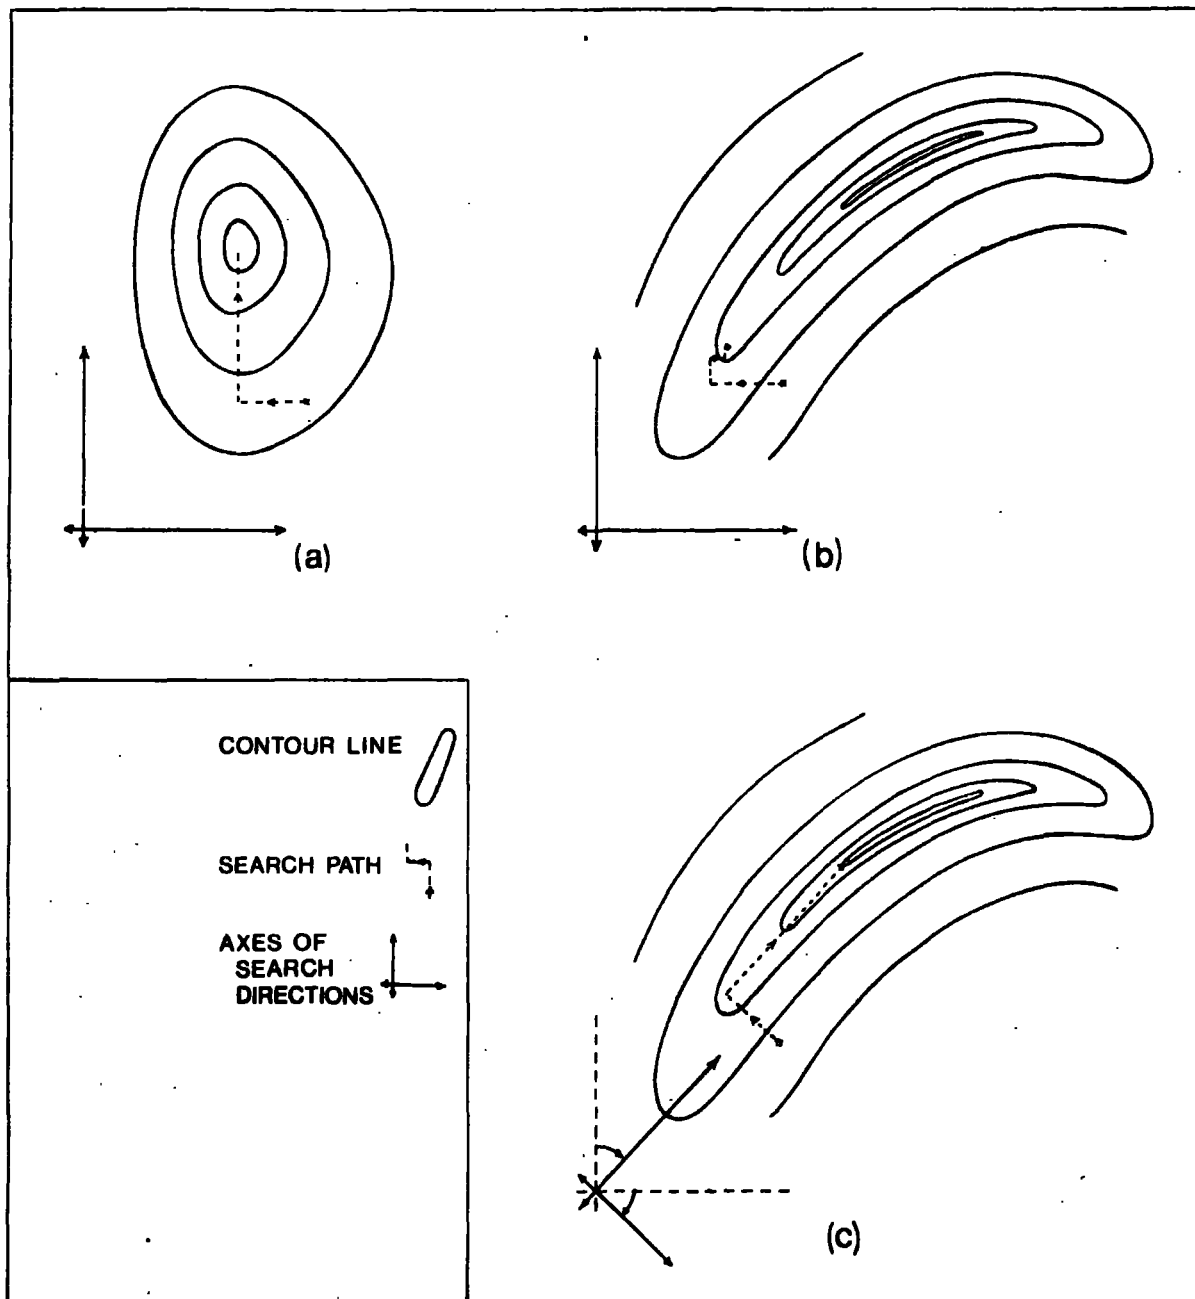 (a)
(b)
CONTOUR LINE
SEARCH PATH
AXES OF
SEARCH
DIRECTIONS
(c)